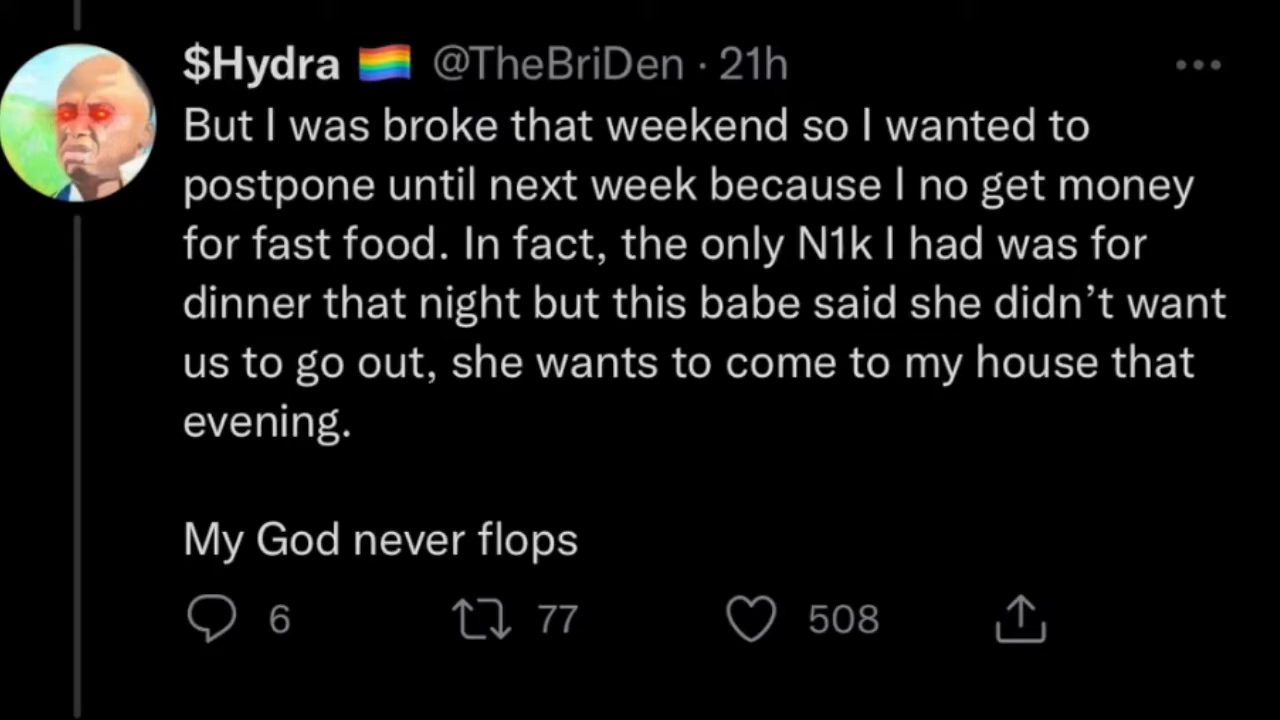 $Hydra 🏳️‍🌈 @TheBriDen · 21h
But I was broke that weekend so I wanted to
postpone until next week because I no get money
for fast food. In fact, the only N1k I had was for
dinner that night but this babe said she didn’t want
us to go out, she wants to come to my house that
evening.
My God never flops
6 77 508